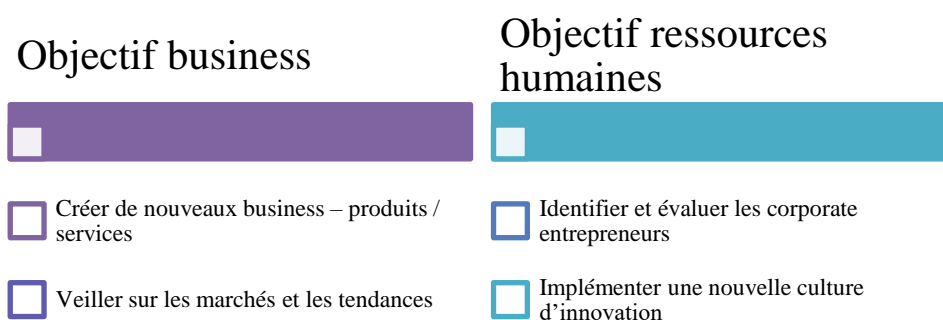 Objectif business
Créer de nouveaux business – produits /
services
Veiller sur les marchés et les tendances
Objectif ressources
humaines
Identifier et évaluer les corporate
entrepreneurs
Implémenter une nouvelle culture
d’innovation